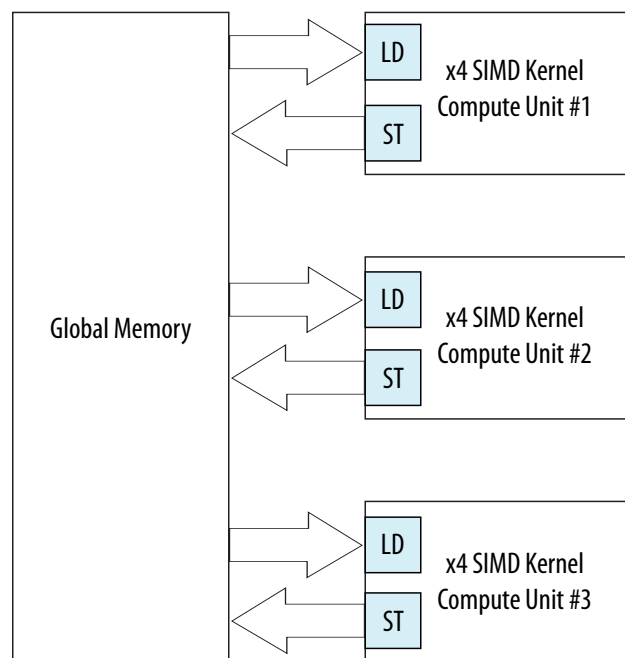 LD
x4 SIMD Kernel
Compute Unit #1
ST
Global Memory
LD
x4 SIMD Kernel
Compute Unit #2
ST
LD
x4 SIMD Kernel
Compute Unit #3
ST